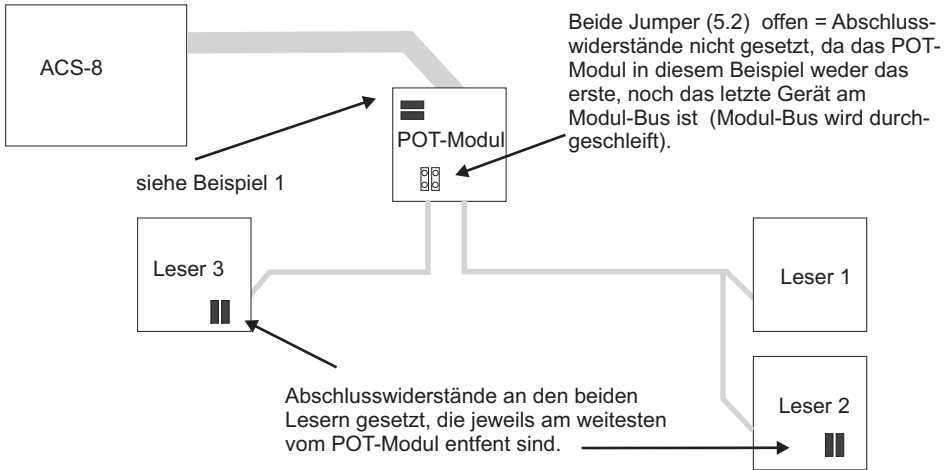 Beide Jumper (5.2)  offen = Abschluss-
widerstände nicht gesetzt, da das POT-
Modul in diesem Beispiel weder das
erste, noch das letzte Gerät am
Modul-Bus ist  (Modul-Bus wird durch-
geschleift).
ACS-8
POT-Modul
siehe Beispiel 1
Leser 3
Leser 1
Abschlusswiderstände an den beiden
Lesern gesetzt, die jeweils am weitesten
vom POT-Modul entfent sind.
Leser 2